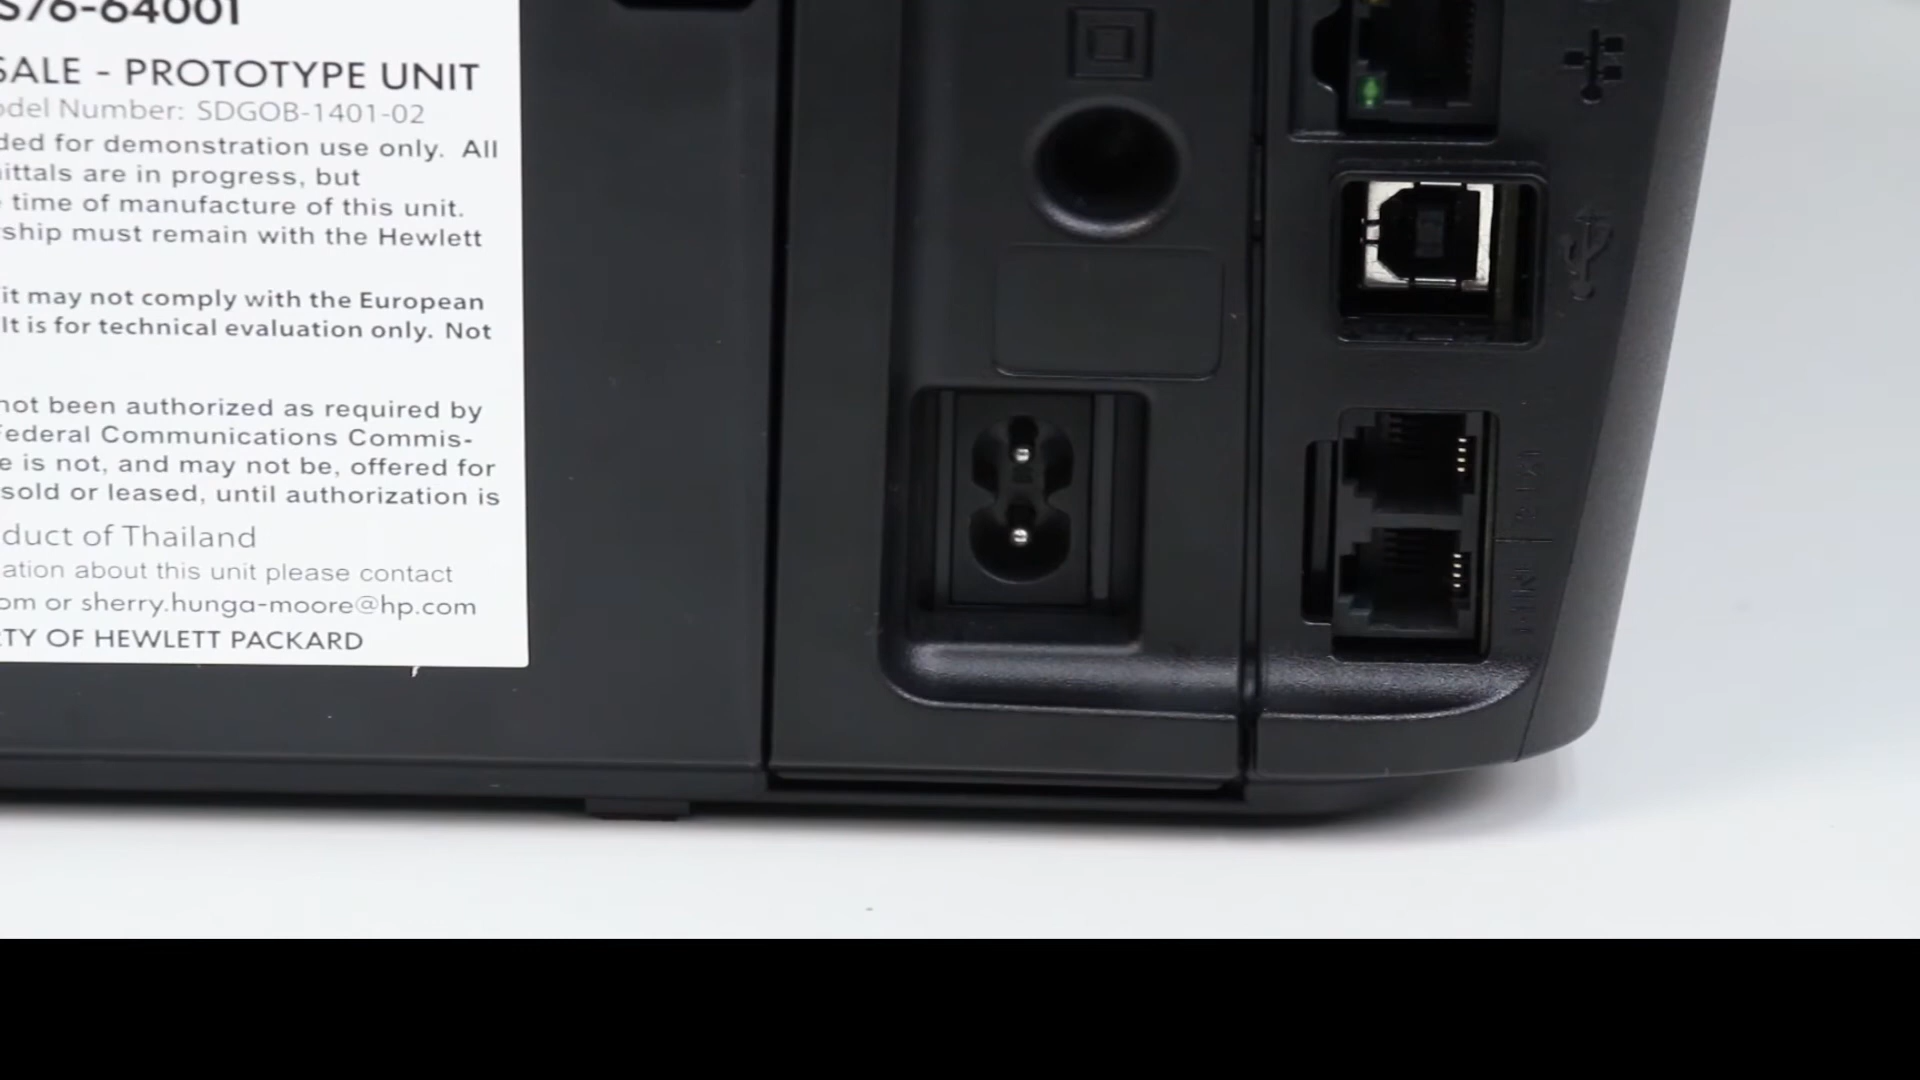 S76-64001
SALE - PROTOTYPE UNIT
odel Number: SDGOB-1401-02
ded for demonstration use only. All
ittals are in progress, but
time of manufacture of this unit.
ship must remain with the Hewlett
it may not comply with the European
It is for technical evaluation only. Not
not been authorized as required by
Federal Communications Commis-
e is not, and may not be, offered for
sold or leased, until authorization is
duct of Thailand
ation about this unit please contact
om or sherry.hunga-moore@hp.com
TY OF HEWLETT PACKARD
2-EXT
1-LINE